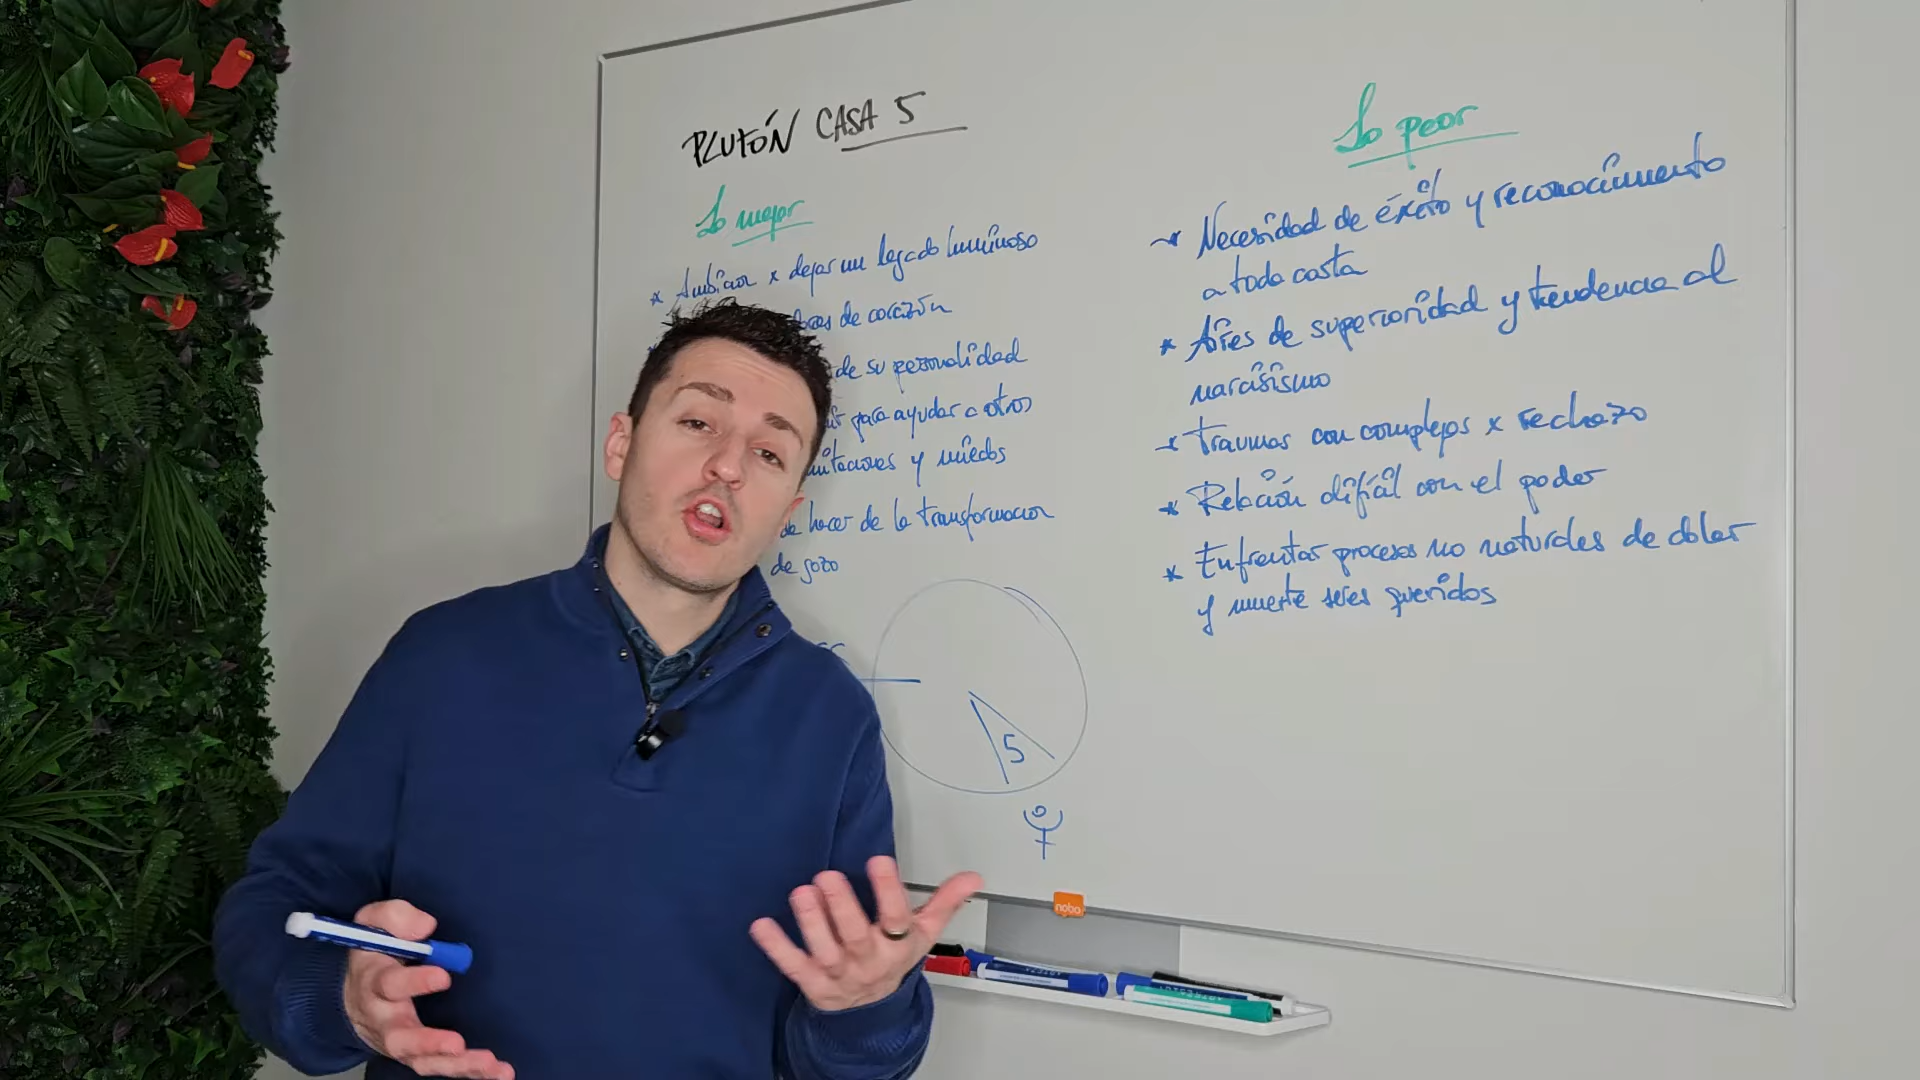 PLUTÓN CASA 5
Lo mejor
* Ambición x dejar un legado luminoso
de corazón
de su personalidad
para ayudar a otros
y miedos
hacer de la transformación
de gozo
5
Lo peor
* Necesidad de éxito y reconocimiento
a toda costa
* Aires de superioridad y tendencia al
narcisismo
* Traumas con complejos x rechazo
* Relación difícil con el poder
* Enfrentar procesos no naturales de dolor
y muerte seres queridos
nobo